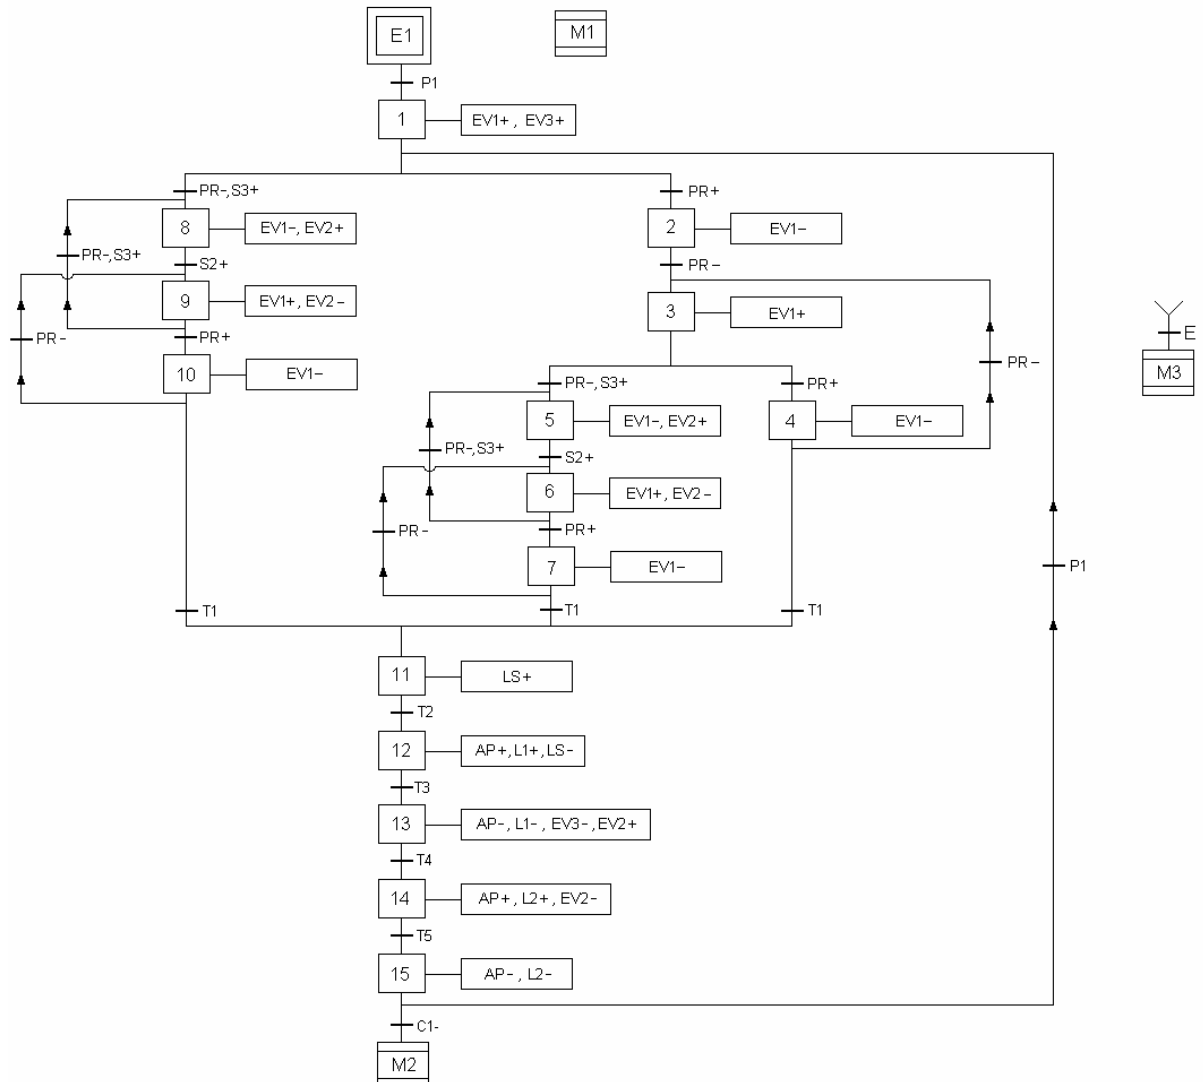 E1
M1
P1
1
EV1+ , EV3+
PR-,S3+
PR+
8
EV1-, EV2+
2
EV1-
PR-,S3+
S2+
PR-
9
EV1+, EV2-
3
EV1+
E
PR-
PR+
PR-
M3
10
EV1-
PR-,S3+
PR+
5
EV1-, EV2+
4
EV1-
PR-,S3+
S2+
6
EV1+, EV2-
PR-
PR+
7
EV1-
P1
T1
T1
T1
11
LS+
T2
12
AP+,L1+,LS-
T3
13
AP-, L1-, EV3-,EV2+
T4
14
AP+, L2+, EV2-
T5
15
AP- , L2-
C1-
M2